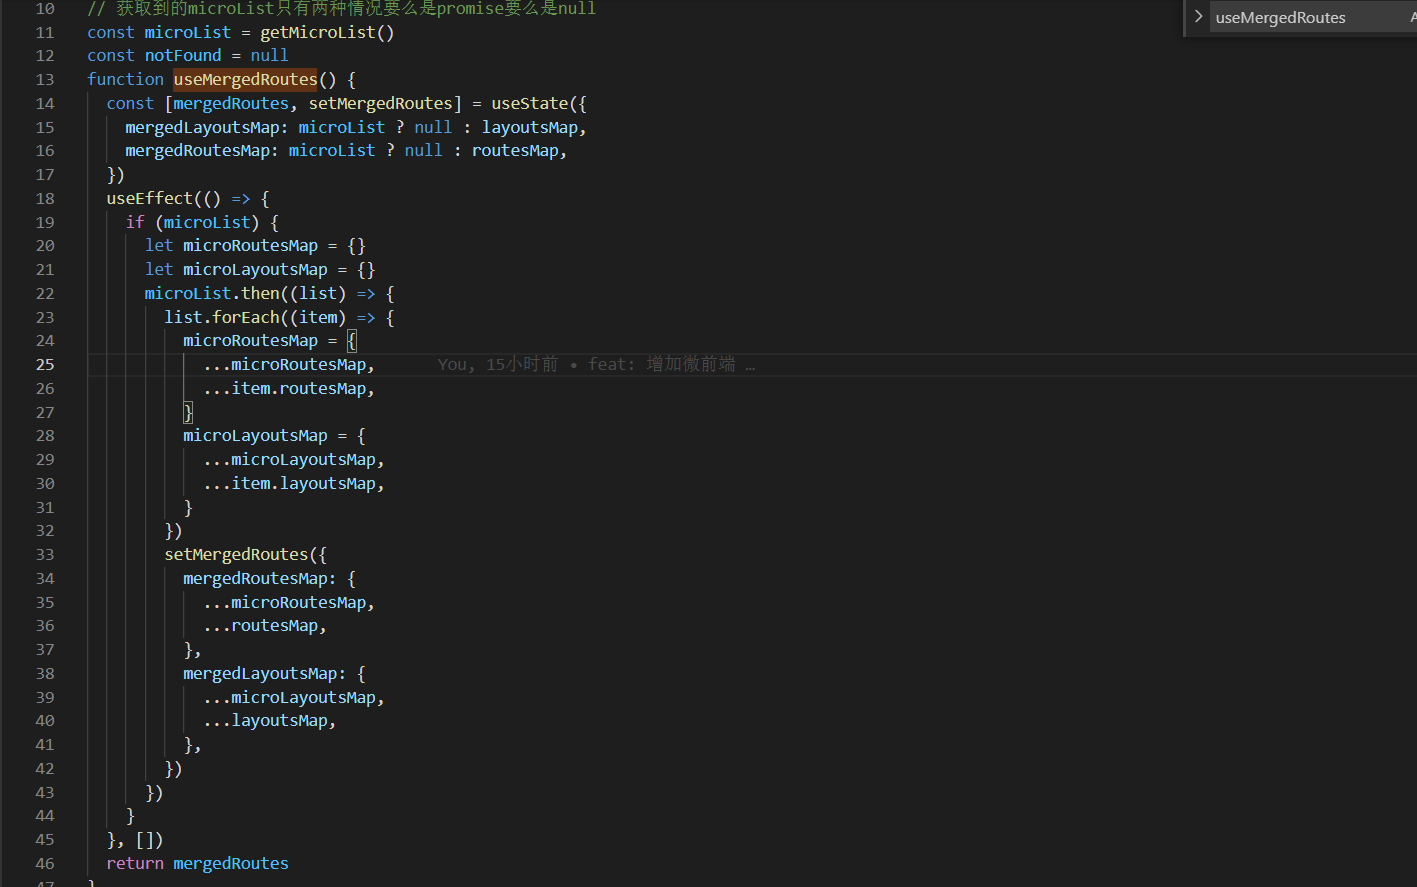 useMergedRoutes
10 // 获取到的microList只有两种情况要么是promise要么是null
11 const microList = getMicroList()
12 const notFound = null
13 function useMergedRoutes() {
14 const [mergedRoutes, setMergedRoutes] = useState({
15 mergedLayoutsMap: microList ? null : layoutsMap,
16 mergedRoutesMap: microList ? null : routesMap,
17 })
18 useEffect(() => {
19 if (microList) {
20 let microRoutesMap = {}
21 let microLayoutsMap = {}
22 microList.then((list) => {
23 list.forEach((item) => {
24 microRoutesMap = {
25 ...microRoutesMap, You, 15小时前 • feat: 增加微前端 …
26 ...item.routesMap,
27 }
28 microLayoutsMap = {
29 ...microLayoutsMap,
30 ...item.layoutsMap,
31 }
32 })
33 setMergedRoutes({
34 mergedRoutesMap: {
35 ...microRoutesMap,
36 ...routesMap,
37 },
38 mergedLayoutsMap: {
39 ...microLayoutsMap,
40 ...layoutsMap,
41 },
42 })
43 })
44 }
45 }, [])
46 return mergedRoutes